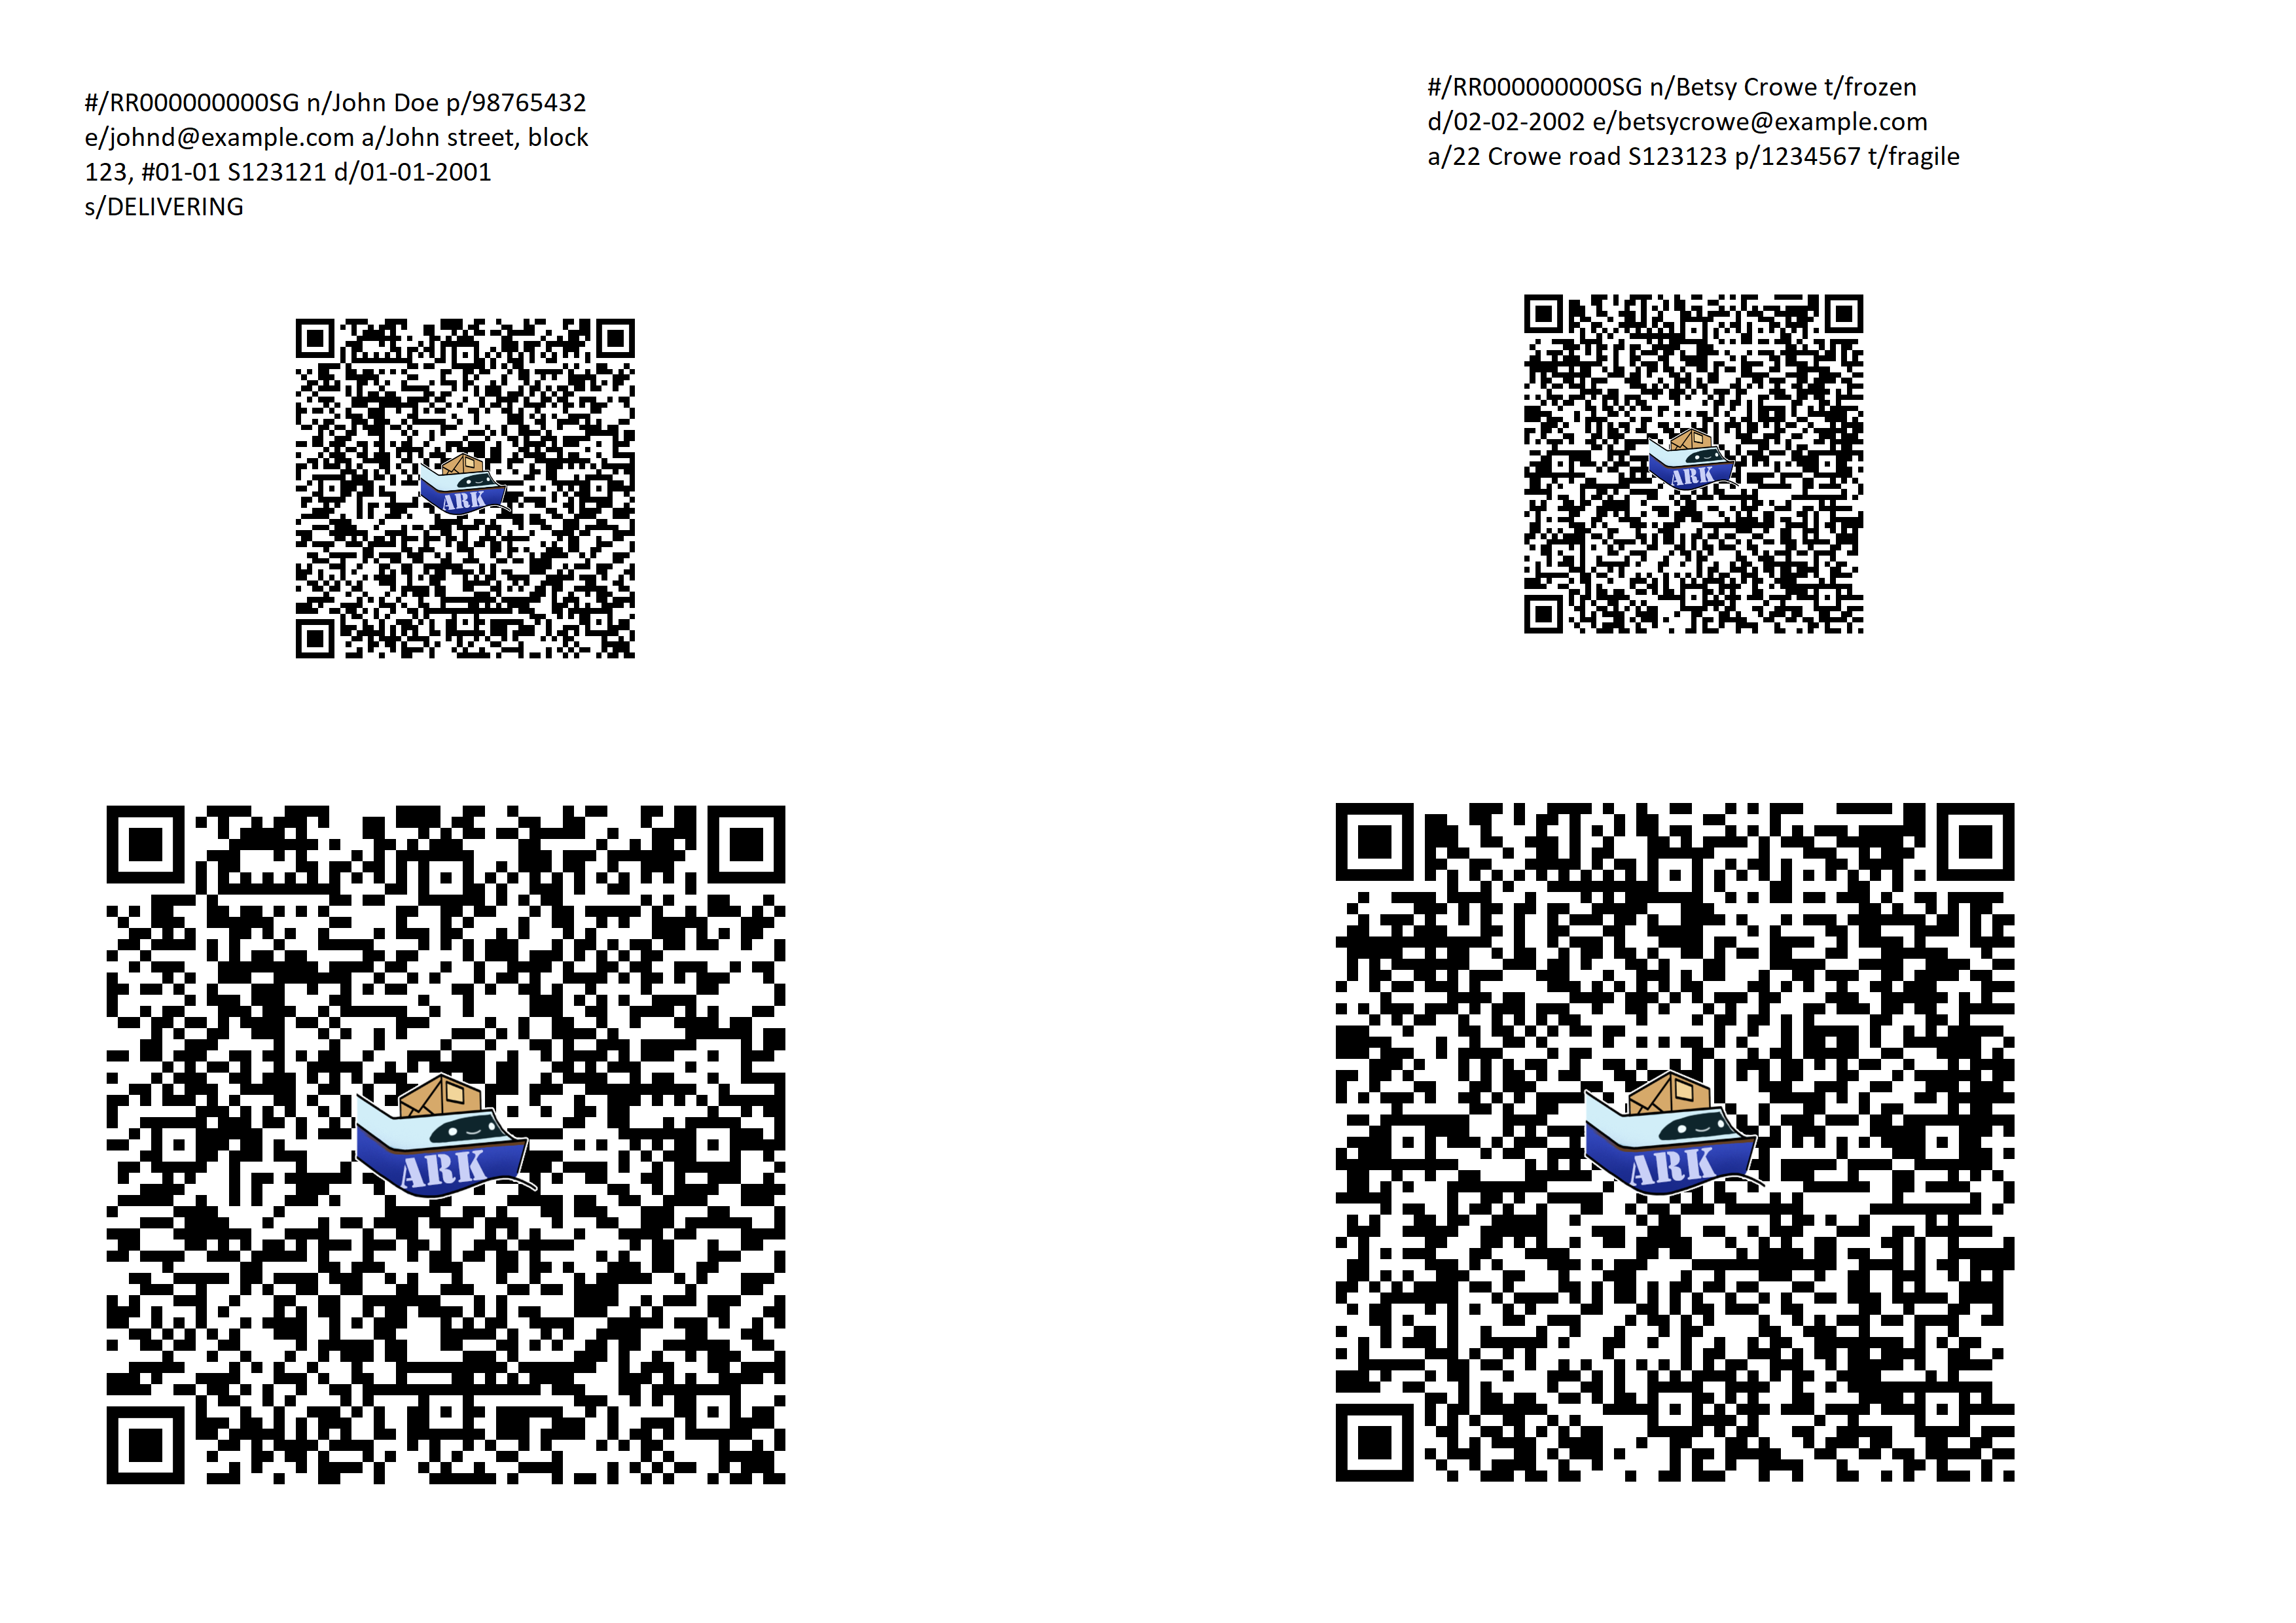 #/RR000000000SG n/John Doe p/98765432
e/johnd@example.com a/John street, block
123, #01-01 S123121 d/01-01-2001
s/DELIVERING
#/RR000000000SG n/Betsy Crowe t/frozen
d/02-02-2002 e/betsycrowe@example.com
a/22 Crowe road S123123 p/1234567 t/fragile
ARK
ARK
ARK
ARK